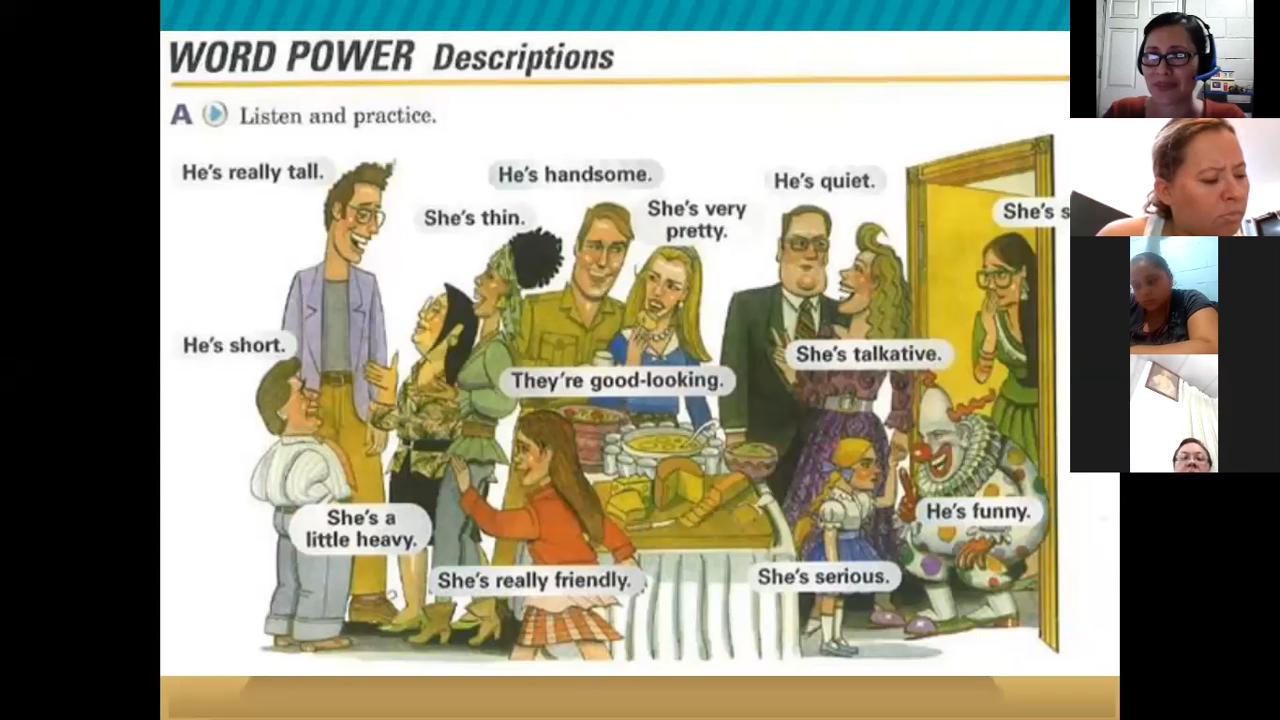 WORD POWER Descriptions
A Listen and practice.
He's really tall.
He's handsome.
He's quiet.
She's thin.
She's very
pretty.
She's s
He's short.
She's talkative.
They're good-looking.
She's a
little heavy.
He's funny.
She's really friendly.
She's serious.